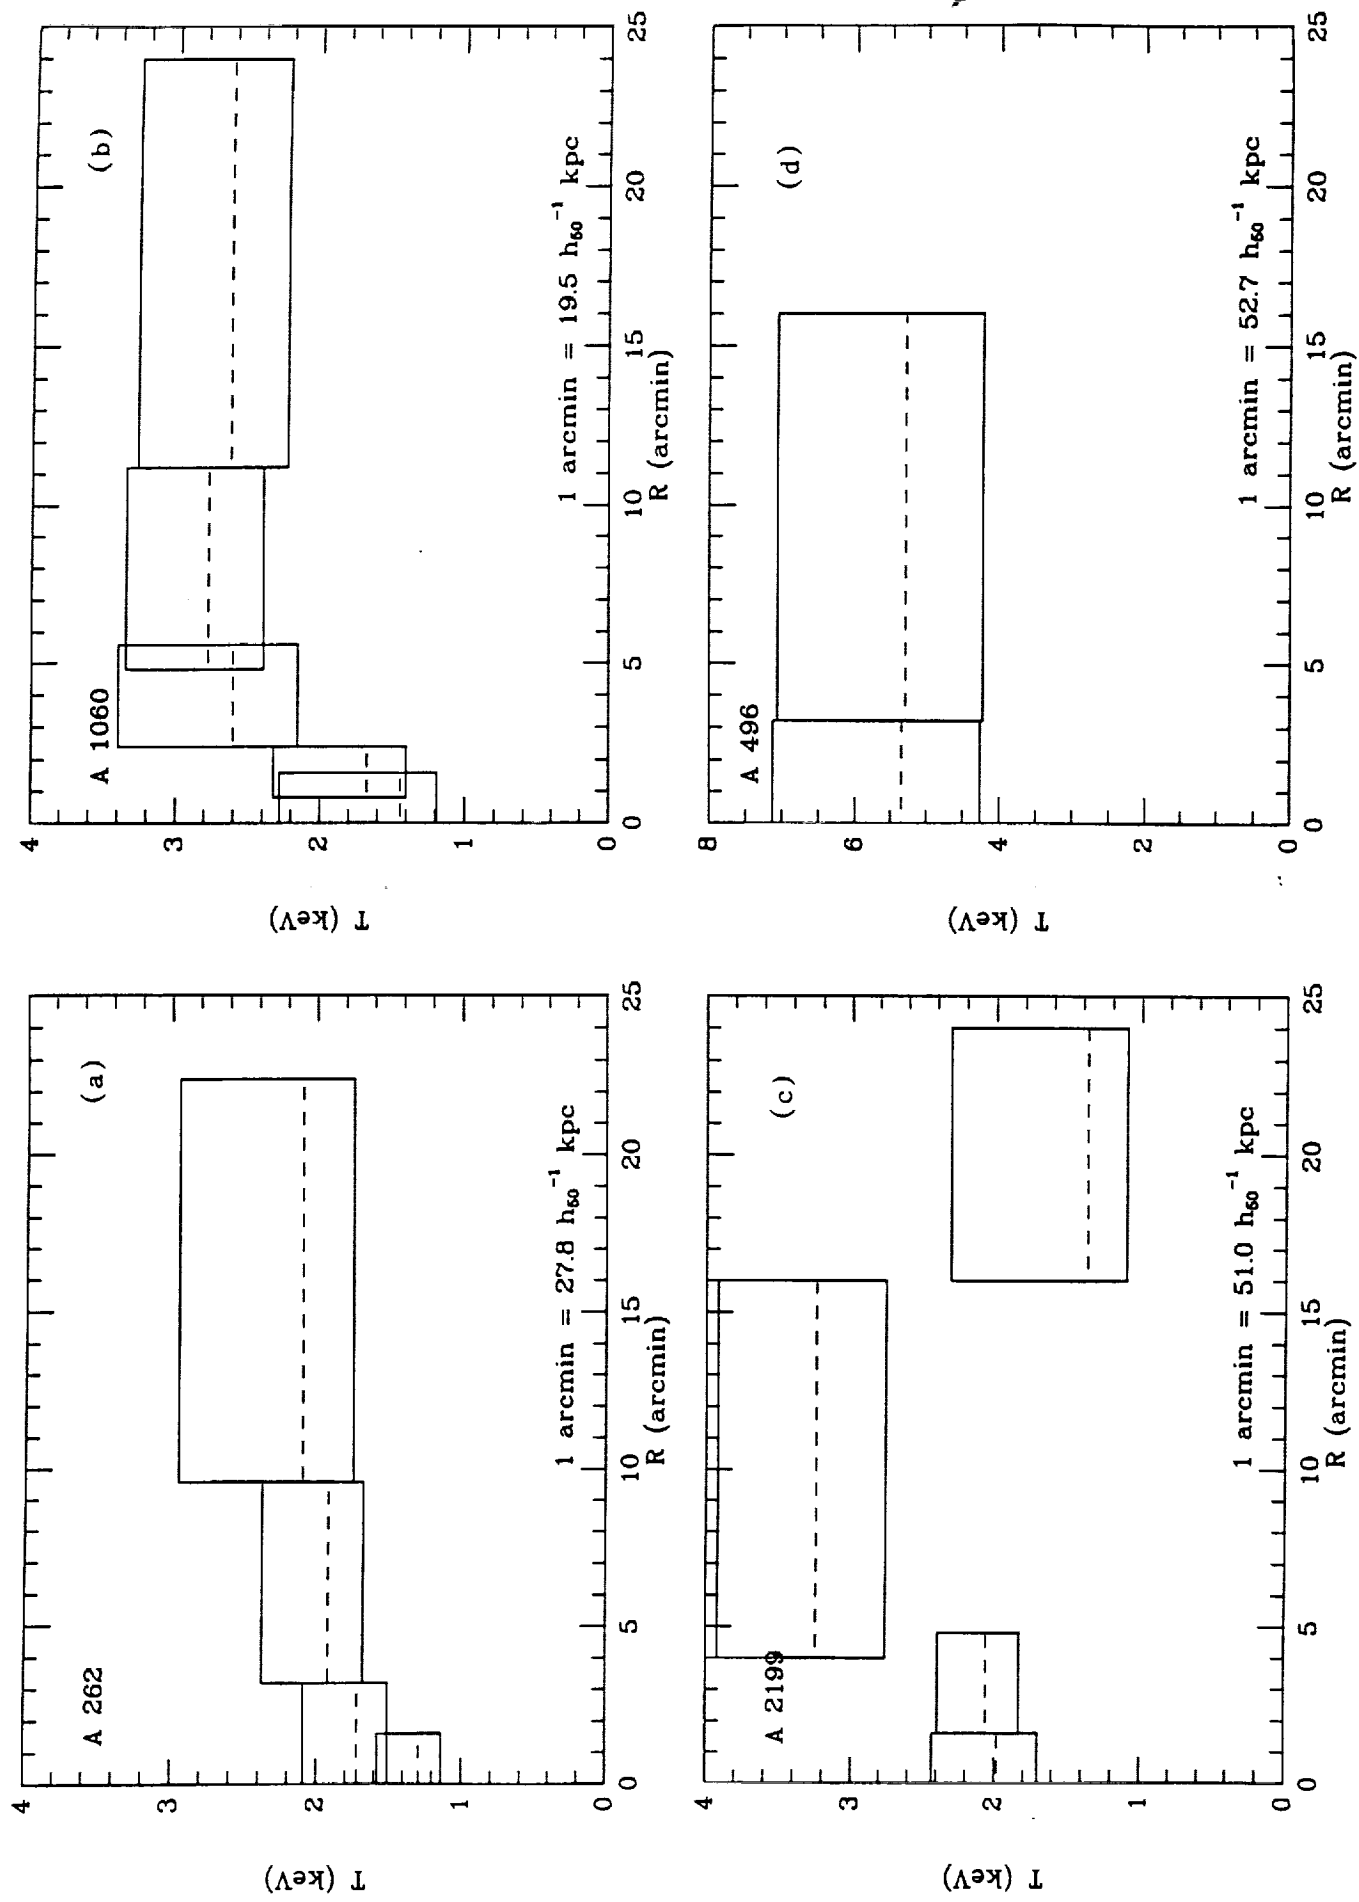 A 262
(a)
4
3
2
1
0
T (keV)
0 5 10 15 20 25
1 arcmin = 27.8 h₅₀⁻¹ kpc
R (arcmin)
A 1060
(b)
4
3
2
1
0
T (keV)
0 5 10 15 20 25
1 arcmin = 19.5 h₅₀⁻¹ kpc
R (arcmin)
A 2199
(c)
4
3
2
1
0
T (keV)
0 5 10 15 20 25
1 arcmin = 51.0 h₅₀⁻¹ kpc
R (arcmin)
A 496
(d)
8
6
4
2
0
T (keV)
0 5 10 15 20 25
1 arcmin = 52.7 h₅₀⁻¹ kpc
R (arcmin)